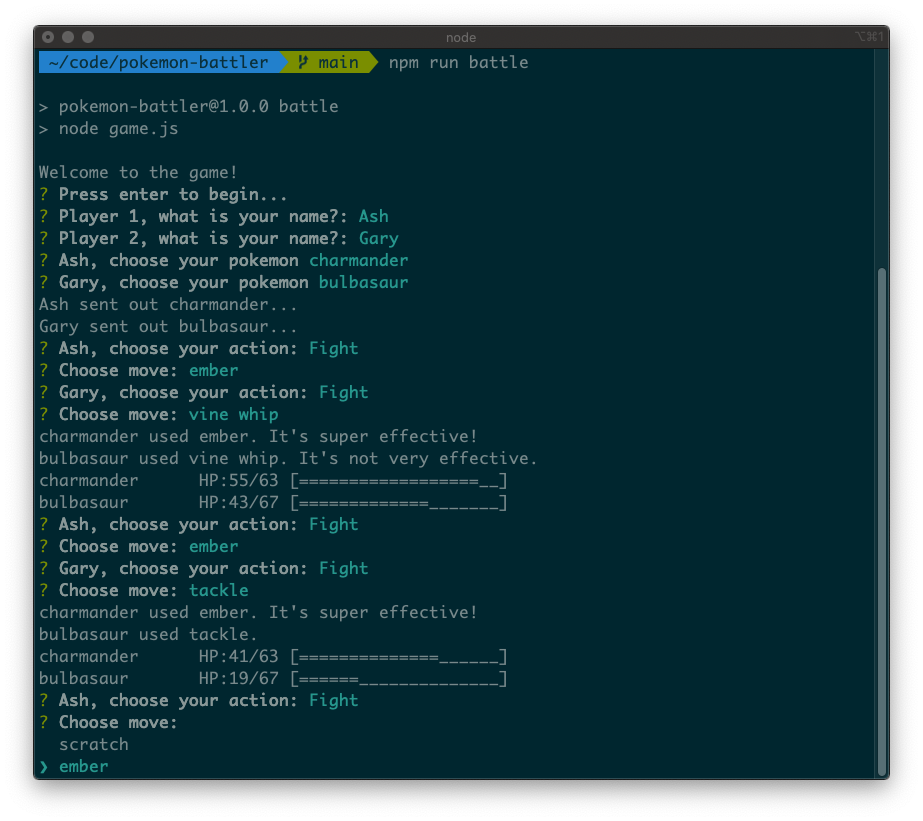 node
⌥⌘1
~/code/pokemon-battler main npm run battle
> pokemon-battler@1.0.0 battle
> node game.js
Welcome to the game!
? Press enter to begin...
? Player 1, what is your name?: Ash
? Player 2, what is your name?: Gary
? Ash, choose your pokemon charmander
? Gary, choose your pokemon bulbasaur
Ash sent out charmander...
Gary sent out bulbasaur...
? Ash, choose your action: Fight
? Choose move: ember
? Gary, choose your action: Fight
? Choose move: vine whip
charmander used ember. It's super effective!
bulbasaur used vine whip. It's not very effective.
charmander      HP:55/63 [==================__]
bulbasaur       HP:43/67 [=============_______]
? Ash, choose your action: Fight
? Choose move: ember
? Gary, choose your action: Fight
? Choose move: tackle
charmander used ember. It's super effective!
bulbasaur used tackle.
charmander      HP:41/63 [==============______]
bulbasaur       HP:19/67 [======______________]
? Ash, choose your action: Fight
? Choose move:
  scratch
❯ ember